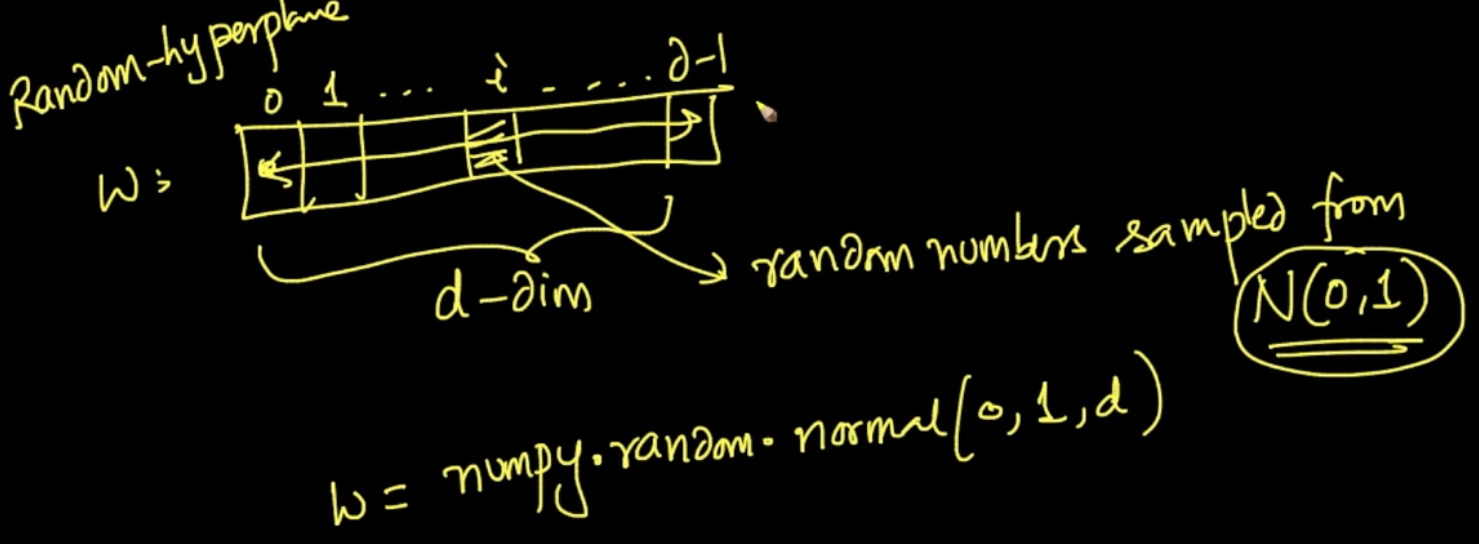 Random-hyperplane
0 1 ... i - - ... d-1
W:
d-dim
random numbers sampled from
N(0,1)
W = numpy.random.normal(0,1,d)